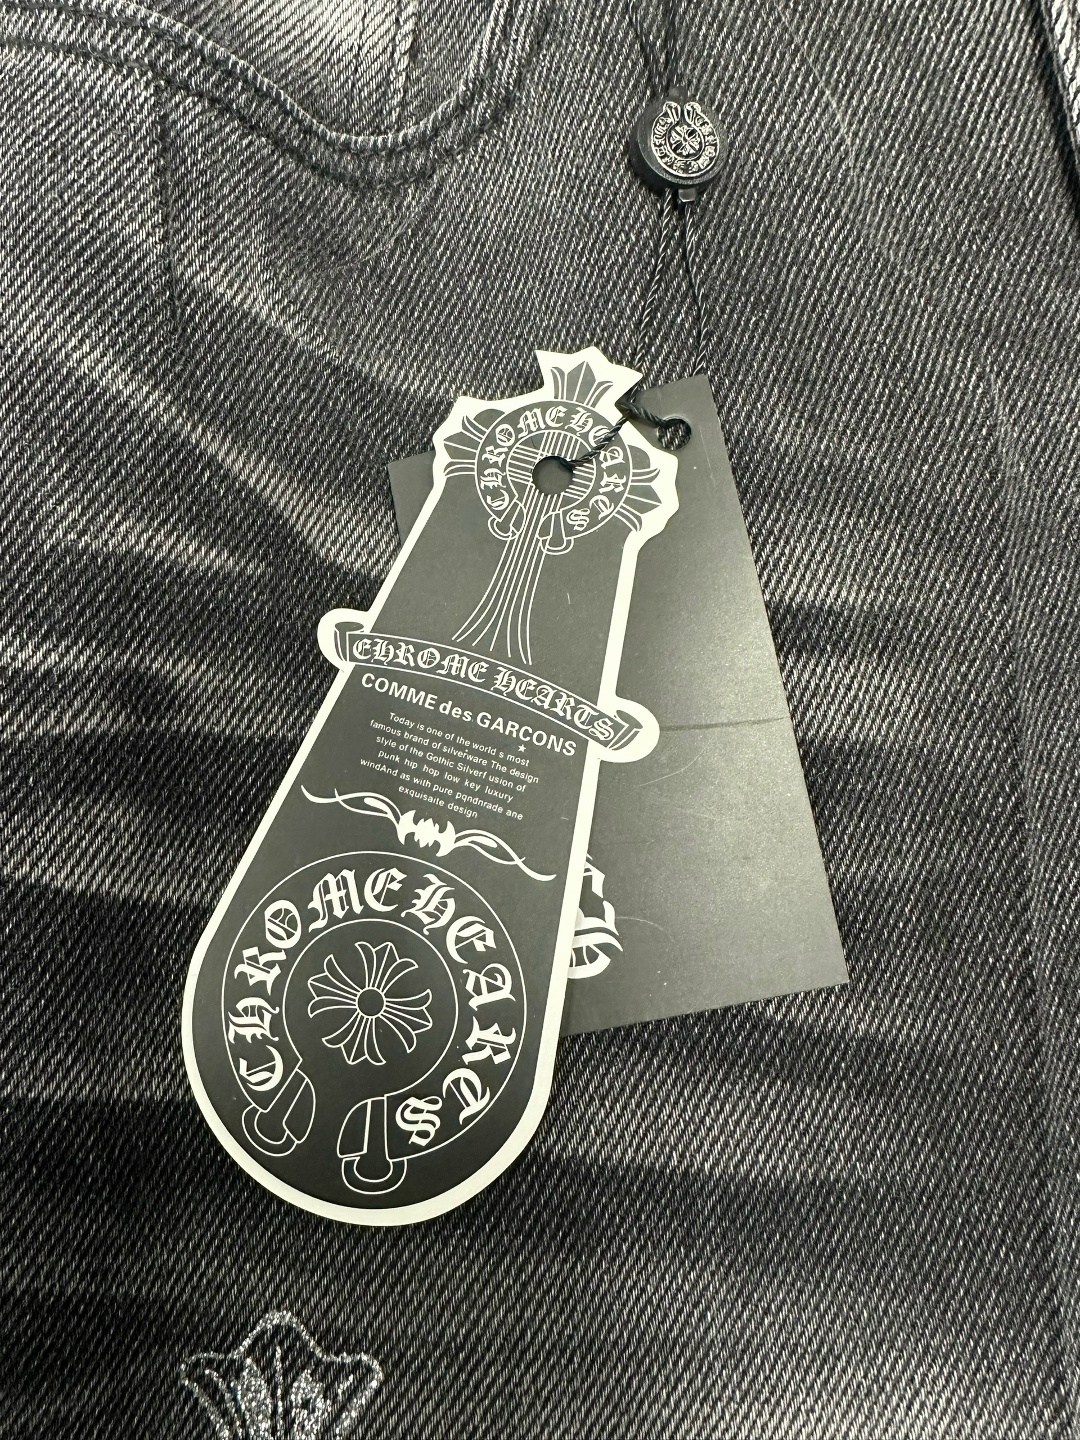 CHROME HEARTS
CHROME HEARTS
COMME des GARCONS
Today is one of the world s most
famous brand of silverware The design
style of the Gothic Silverf usion of
punk hip hop low key luxury
windAnd as with pure pqndnrade ane
exquisaite design
CHROME HEARTS